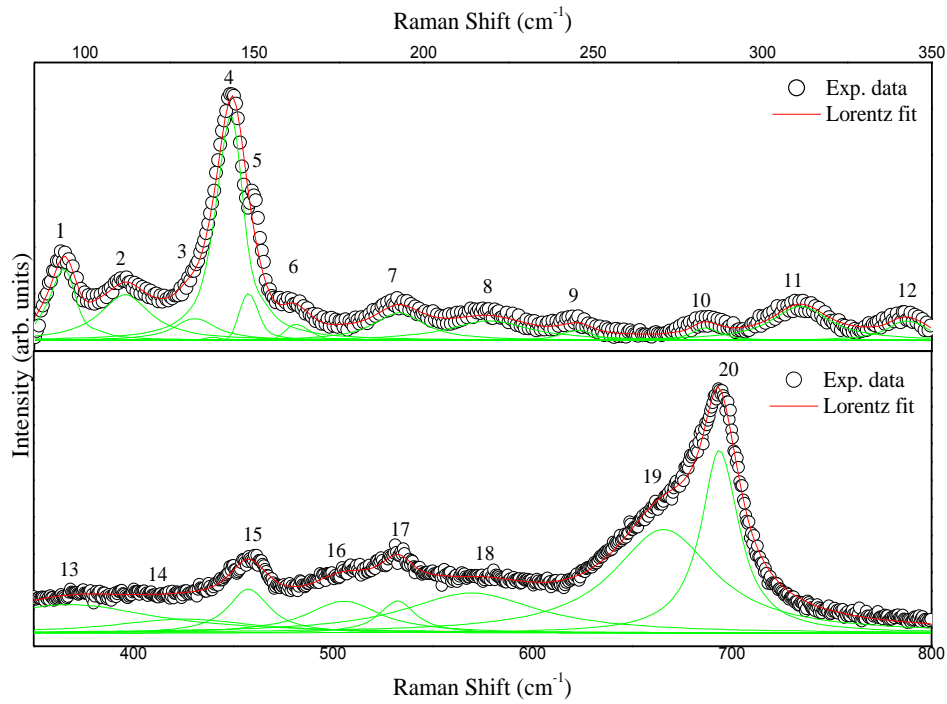 Raman Shift (cm-1)
100 150 200 250 300 350
Exp. data
Lorentz fit
1 2 3 4 5 6 7 8 9 10 11 12
Intensity (arb. units)
Exp. data
Lorentz fit
13 14 15 16 17 18 19 20
400 500 600 700 800
Raman Shift (cm-1)